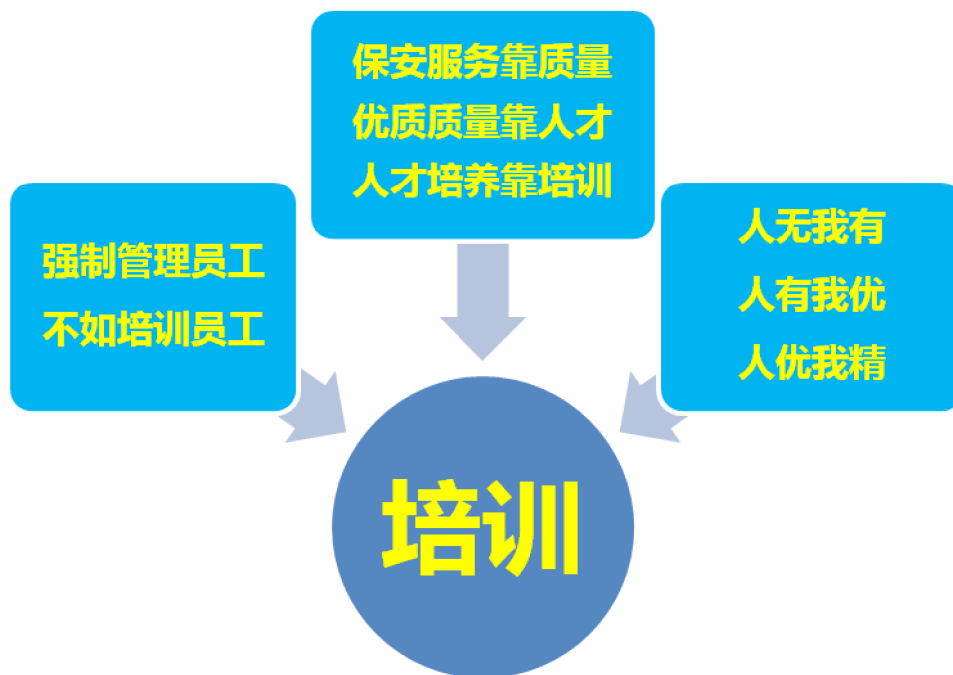 保安服务靠质量
优质质量靠人才
人才培养靠培训
强制管理员工
不如培训员工
人无我有
人有我优
人优我精
培训